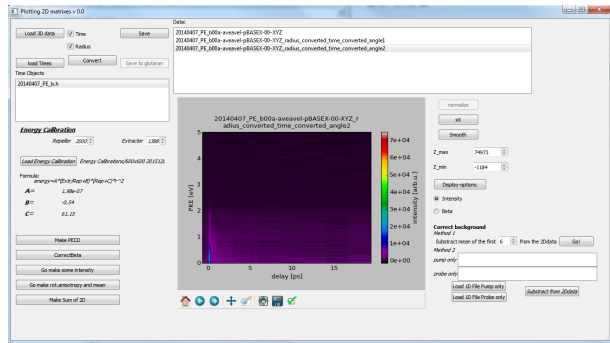 Plotting 2D matrixes v 0.0
Data:
Load 3D data
Time
Save
Radius
load Times
Convert
Save to glotaran
Time Objects
20140407_PE_b.h
20140407_PE_b00a-aveavel-pBASEX-00-XYZ
20140407_PE_b00a-aveavel-pBASEX-00-XYZ_radius_converted_time_converted_angle1
20140407_PE_b00a-aveavel-pBASEX-00-XYZ_radius_converted_time_converted_angle2
Energy Calibration
Repeller 2000
Extractor 1388
Load Energy Calibration
Energy Calibrations/600x600 201512(
Formula:
energy=A*(Extr/Rep+B)*(Rep+C)*r^2
A= 1.98e-07
B= -0.54
C= 61.15
Make PECD
CorrectBeta
Go make some intensity
Go make rot.anisotropy and mean
Make Sum of 2D
20140407_PE_b00a-aveavel-pBASEX-00-XYZ_r
adius_converted_time_converted_angle2
PKE [eV]
5
4
3
2
1
0
0 5 10 15
delay [ps]
7e+04
6e+04
5e+04
4e+04
3e+04
2e+04
1e+04
0e+00
intensity [arb.u.]
normalize
xX
Smooth
Z_max 74973
Z_min -1184
Display-options
Intensity
Beta
Correct background
Method 1
Substract mean of the first 6 from the 2Ddata Go!
Method 2
pump only
probe only
Load 1D File Pump only
Load 1D File Probe only
Substract from 2Ddata